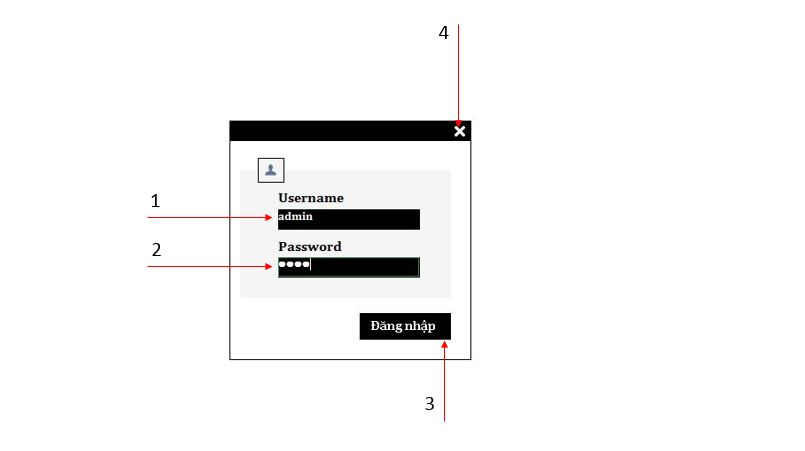 4
1
Username
admin
2
Password
Đăng nhập
3